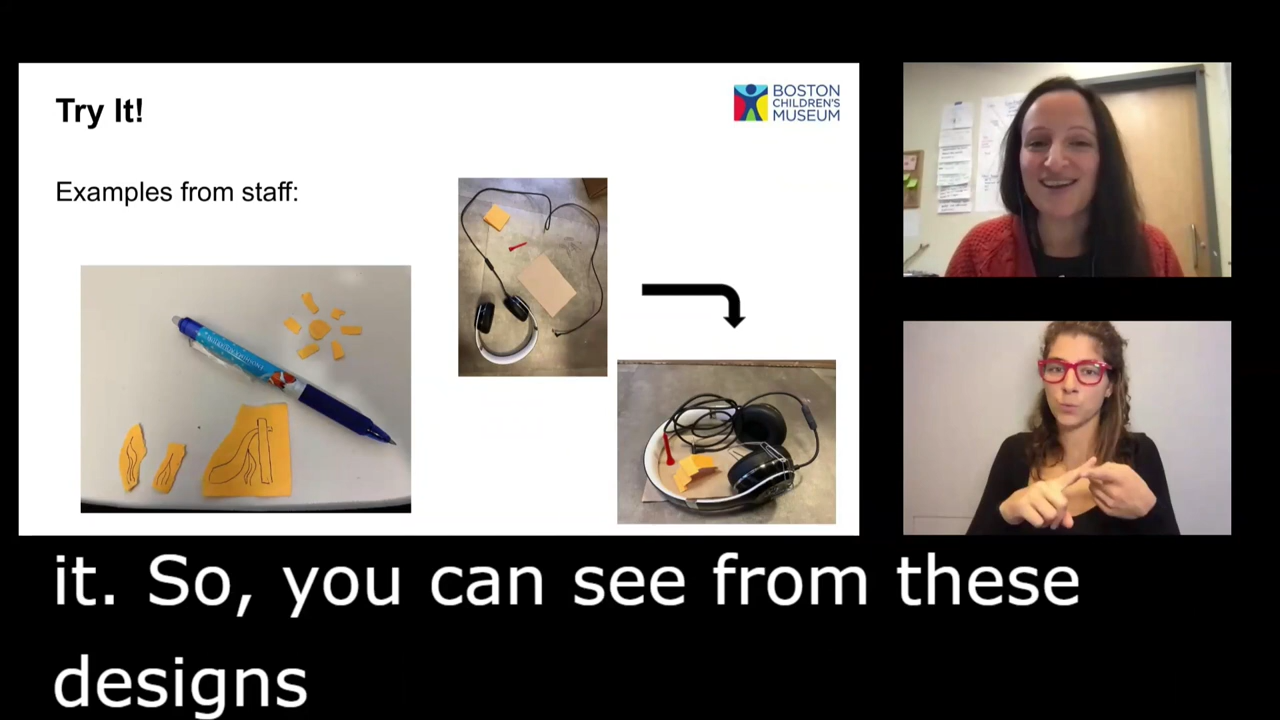 Try It!
BOSTON
CHILDREN'S
MUSEUM
Examples from staff:
it. So, you can see from these
designs